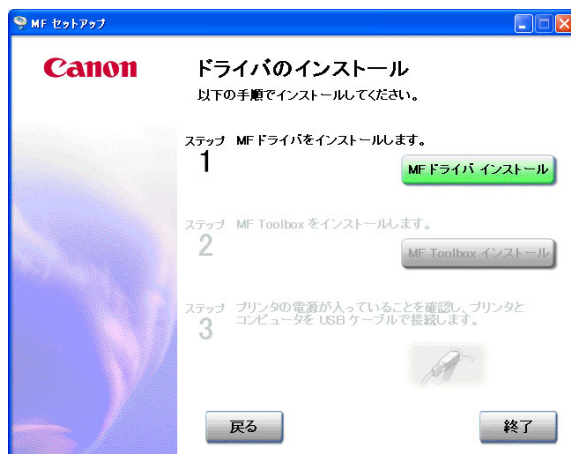 MF セットアップ
Canon
ドライバのインストール
以下の手順でインストールしてください。
ステップ 1 MFドライバをインストールします。
MFドライバ インストール
ステップ 2 MF Toolbox をインストールします。
MF Toolbox インストール
ステップ 3 プリンタの電源が入っていることを確認し、プリンタと
コンピュータを USB ケーブルで接続します。
戻る
終了